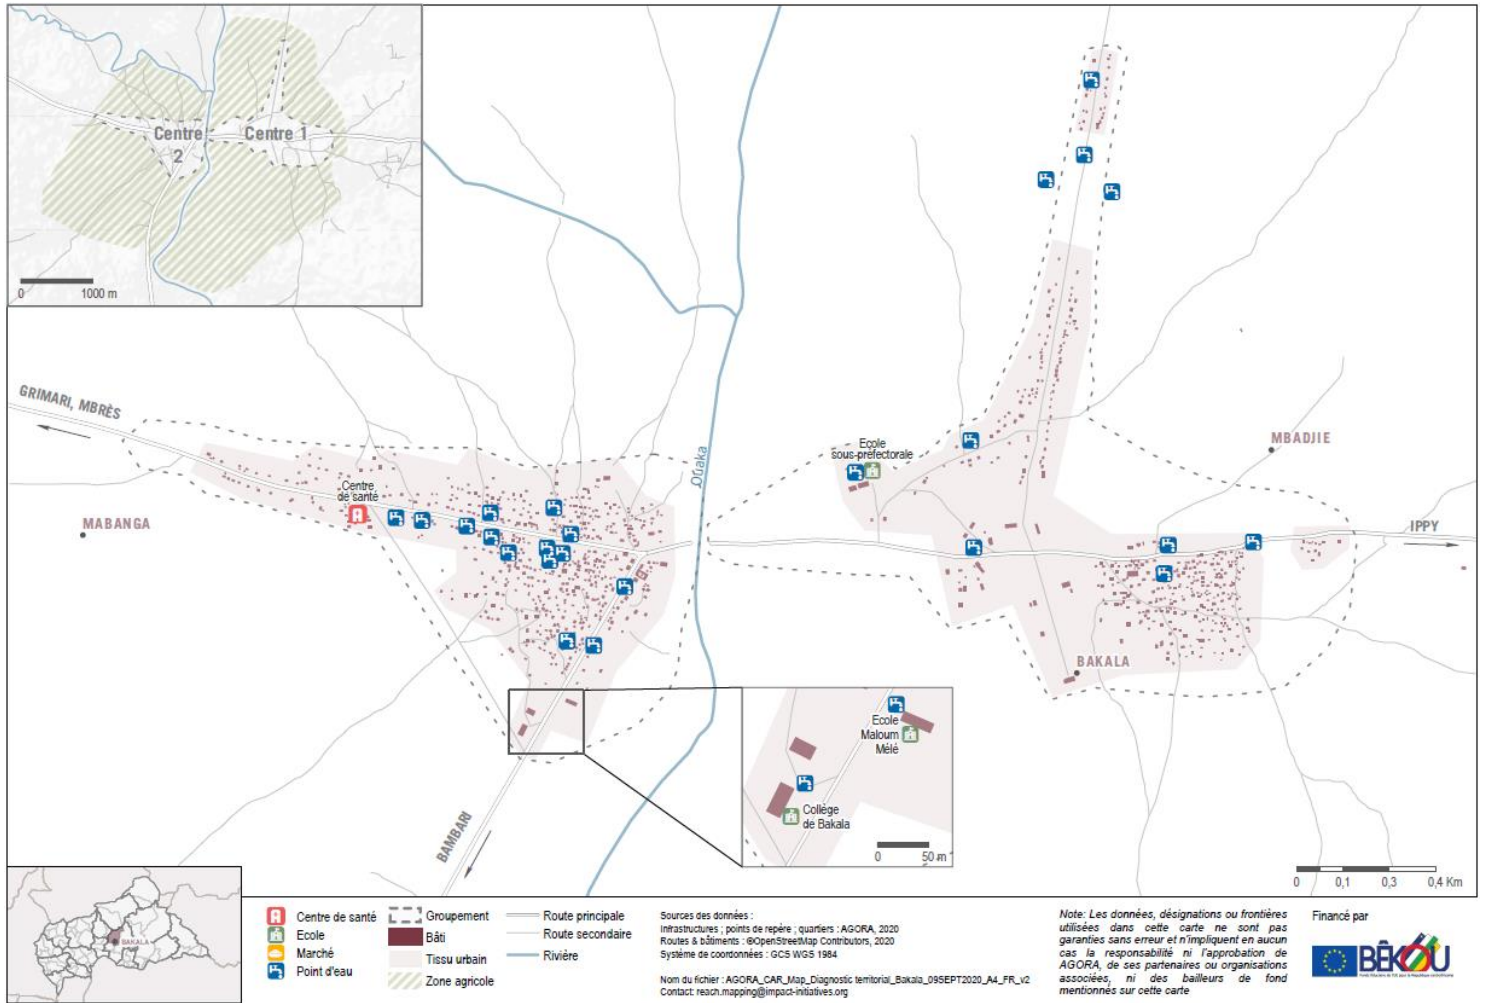 Centre
2
Centre 1
0
1000 m
GRIMARI, MBRÈS
MABANGA
Centre
de santé
Ouaka
Ecole
sous-préfectorale
MBADJIE
IPPY
BAKALA
BAMBARI
Ecole
Maloum
Mélé
Collège
de Bakala
0
50 m
0
0,1
0,3
0,4 Km
BAKALA
Centre de santé
Ecole
Marché
Point d'eau
Groupement
Bâti
Tissu urbain
Zone agricole
Route principale
Route secondaire
Rivière
Sources des données :
Infrastructures ; points de repère ; quartiers : AGORA, 2020
Routes & bâtiments : ©OpenStreetMap Contributors, 2020
Système de coordonnées : GCS WGS 1984
Nom du fichier : AGORA_CAR_Map_Diagnostic territorial_Bakala_09SEPT2020_A4_FR_v2
Contact: reach.mapping@impact-initiatives.org
Note: Les données, désignations ou frontières
utilisées dans cette carte ne sont pas
garanties sans erreur et n'impliquent en aucun
cas la responsabilité ni l'approbation de
AGORA, de ses partenaires ou organisations
associées, ni des bailleurs de fond
mentionnés sur cette carte
Financé par
BÊKOU